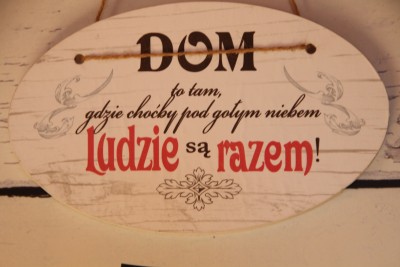 DOM
to tam,
gdzie choćby pod gołym niebem
ludzie są razem!